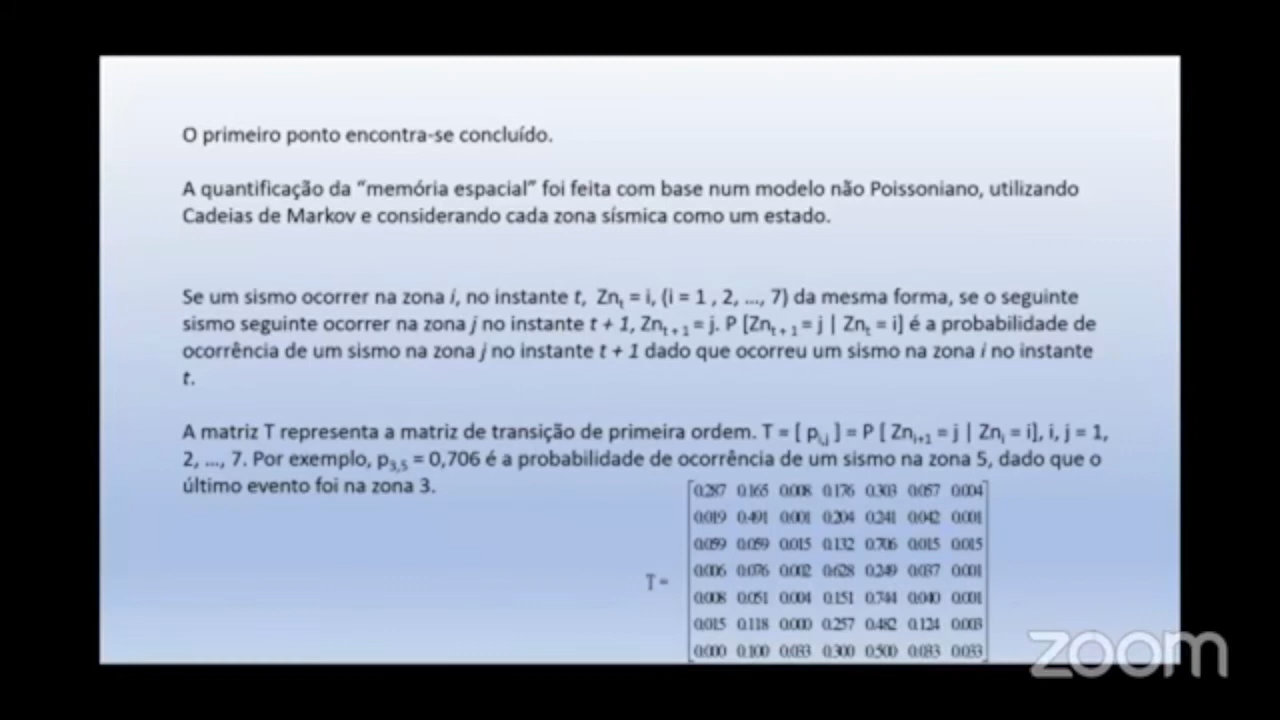 O primeiro ponto encontra-se concluído.
A quantificação da “memória espacial” foi feita com base num modelo não Poissoniano, utilizando
Cadeias de Markov e considerando cada zona sísmica como um estado.
Se um sismo ocorrer na zona i, no instante t, Znt = i, (i = 1 , 2, ..., 7) da mesma forma, se o seguinte
sismo seguinte ocorrer na zona j no instante t + 1, Znt + 1 = j. P [Znt + 1 = j | Znt = i] é a probabilidade de
ocorrência de um sismo na zona j no instante t + 1 dado que ocorreu um sismo na zona i no instante
t.
A matriz T representa a matriz de transição de primeira ordem. T = [ pi,j ] = P [ Zni+1 = j | Zni = i], i, j = 1,
2, ..., 7. Por exemplo, p3,5 = 0,706 é a probabilidade de ocorrência de um sismo na zona 5, dado que o
último evento foi na zona 3.
0.287 0.165 0.008 0.176 0.303 0.057 0.004
0.019 0.491 0.001 0.204 0.241 0.042 0.001
0.059 0.059 0.015 0.132 0.706 0.015 0.015
T =
0.006 0.076 0.002 0.628 0.249 0.037 0.001
0.008 0.051 0.004 0.151 0.744 0.040 0.001
0.015 0.118 0.000 0.257 0.482 0.124 0.003
0.000 0.100 0.033 0.300 0.500 0.033 0.033
zoom